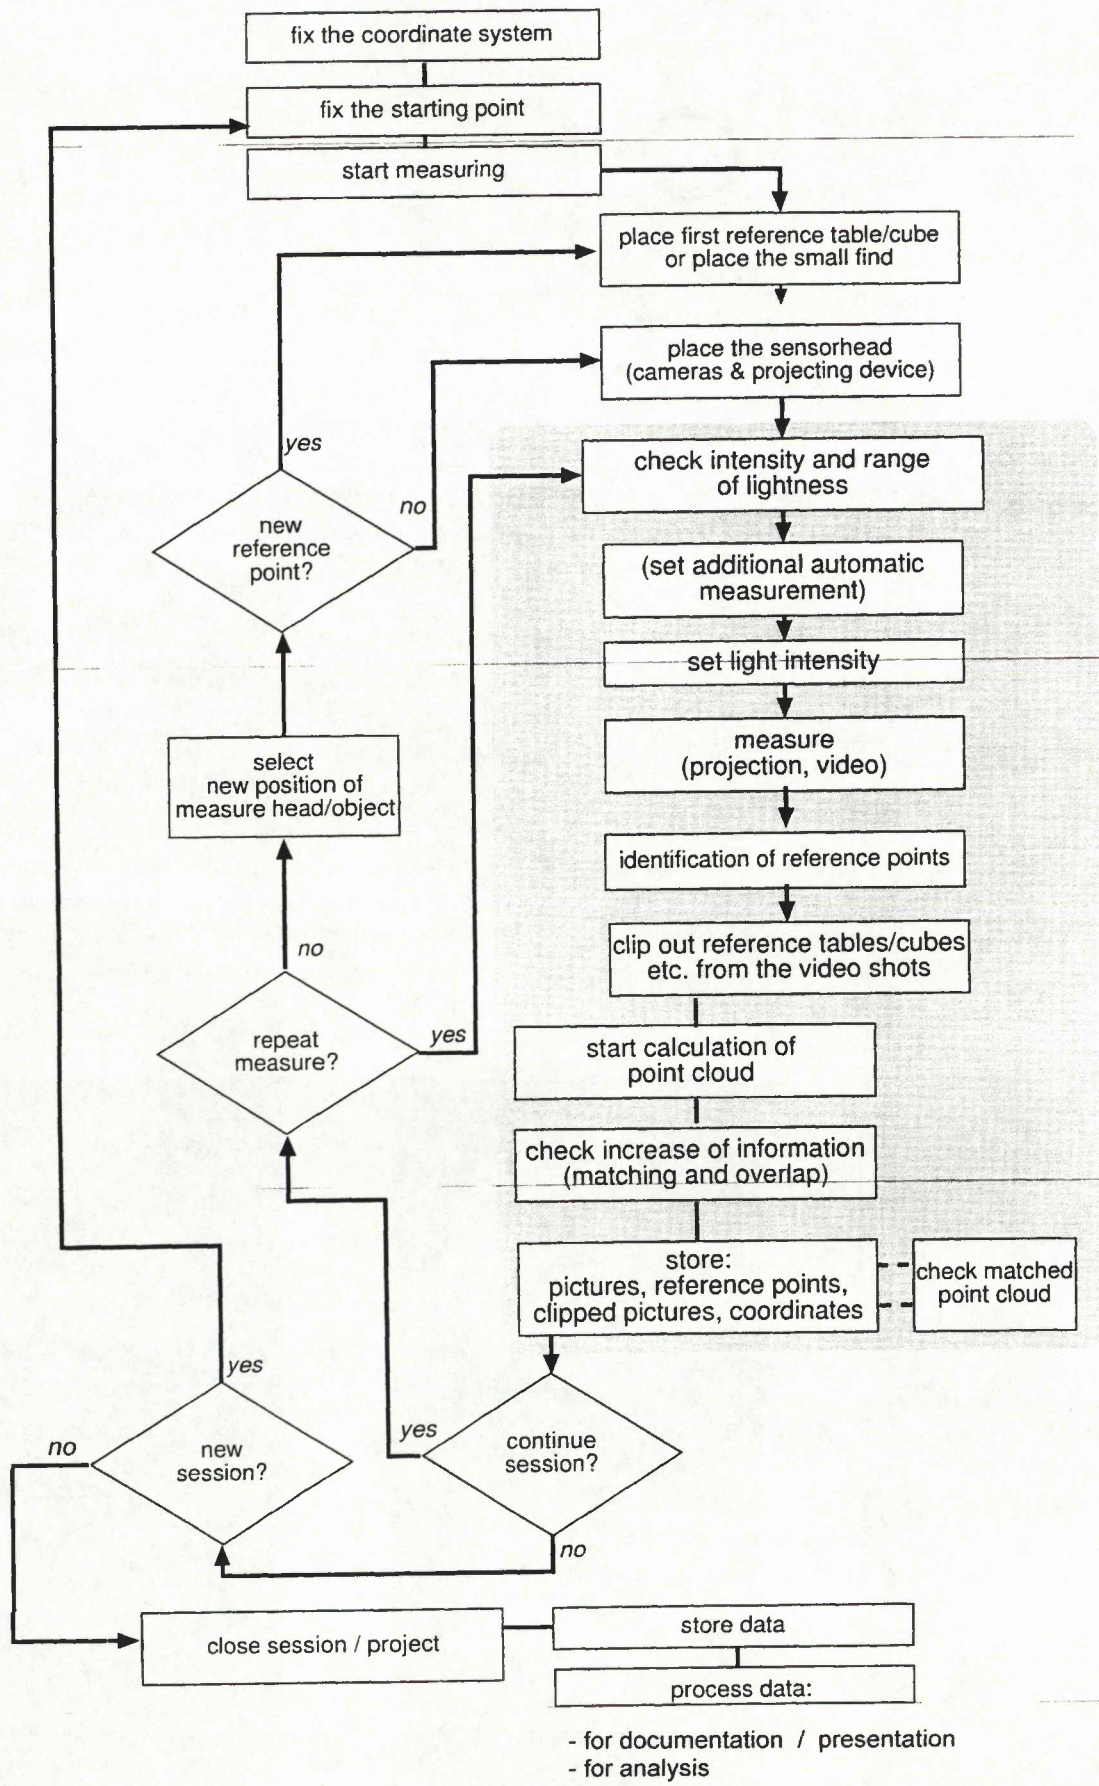 fix the coordinate system
fix the starting point
start measuring
place first reference table/cube
or place the small find
place the sensorhead
(cameras & projecting device)
yes
check intensity and range
of lightness
no
new
reference
point?
(set additional automatic
measurement)
set light intensity
measure
(projection, video)
select
new position of
measure head/object
identification of reference points
clip out reference tables/cubes
etc. from the video shots
no
repeat
measure?
yes
start calculation of
point cloud
check increase of information
(matching and overlap)
store:
pictures, reference points,
clipped pictures, coordinates
check matched
point cloud
yes
no
new
session?
yes
continue
session?
no
close session / project
store data
process data:
- for documentation / presentation
- for analysis